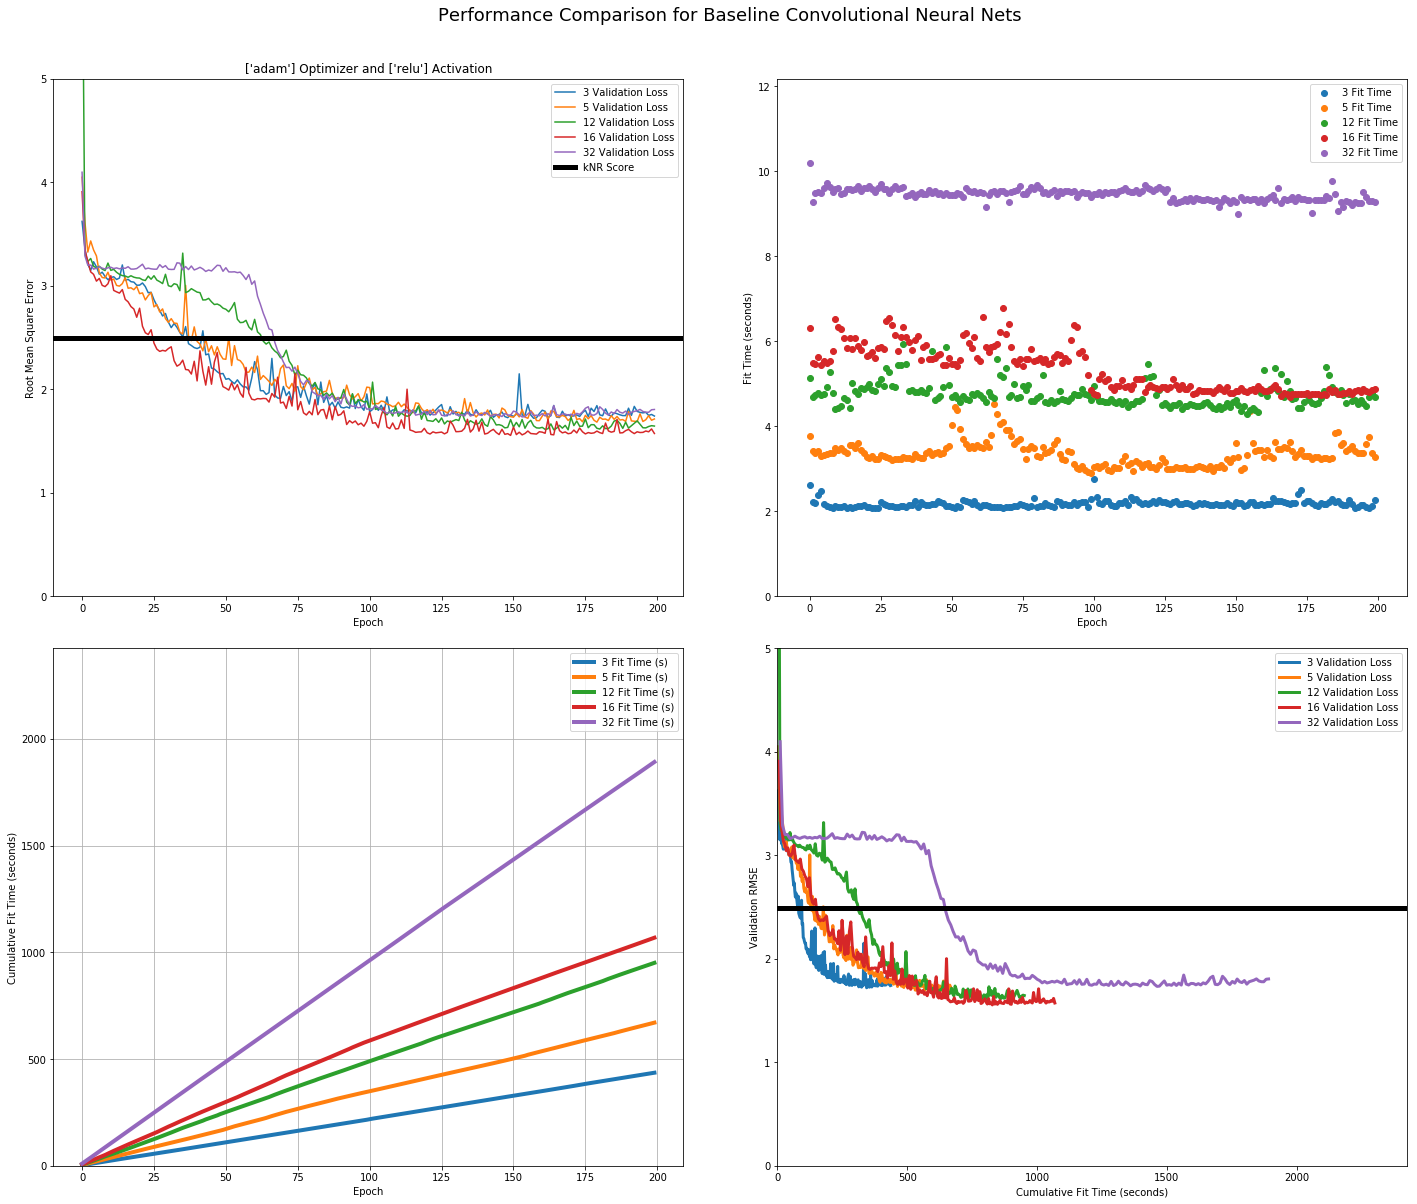 Performance Comparison for Baseline Convolutional Neural Nets
['adam'] Optimizer and ['relu'] Activation
5
4
3
2
1
0
Root Mean Square Error
3 Validation Loss
5 Validation Loss
12 Validation Loss
16 Validation Loss
32 Validation Loss
kNR Score
0 25 50 75 100 125 150 175 200
Epoch
12
10
8
6
4
2
0
Fit Time (seconds)
3 Fit Time
5 Fit Time
12 Fit Time
16 Fit Time
32 Fit Time
0 25 50 75 100 125 150 175 200
Epoch
2000
1500
1000
500
0
Cumulative Fit Time (seconds)
3 Fit Time (s)
5 Fit Time (s)
12 Fit Time (s)
16 Fit Time (s)
32 Fit Time (s)
0 25 50 75 100 125 150 175 200
Epoch
5
4
3
2
1
0
Validation RMSE
3 Validation Loss
5 Validation Loss
12 Validation Loss
16 Validation Loss
32 Validation Loss
0 500 1000 1500 2000
Cumulative Fit Time (seconds)